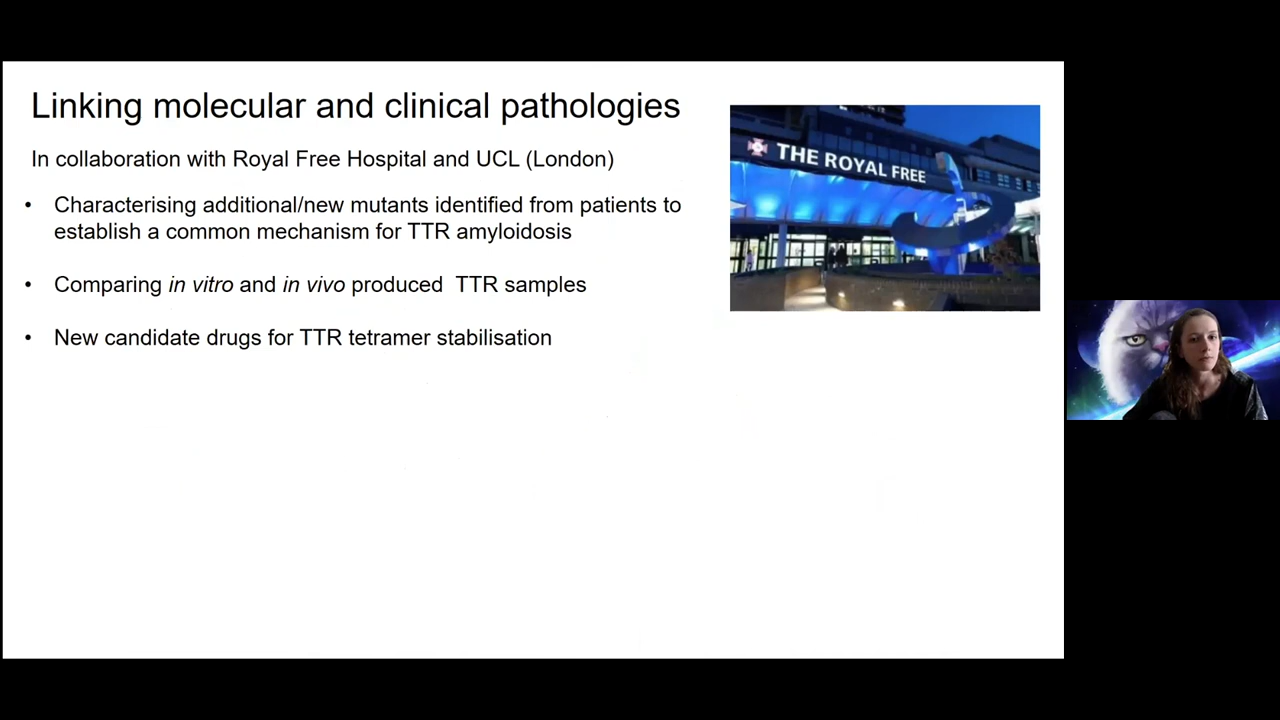 Linking molecular and clinical pathologies
In collaboration with Royal Free Hospital and UCL (London)
• Characterising additional/new mutants identified from patients to
establish a common mechanism for TTR amyloidosis
• Comparing in vitro and in vivo produced TTR samples
• New candidate drugs for TTR tetramer stabilisation
THE ROYAL FREE